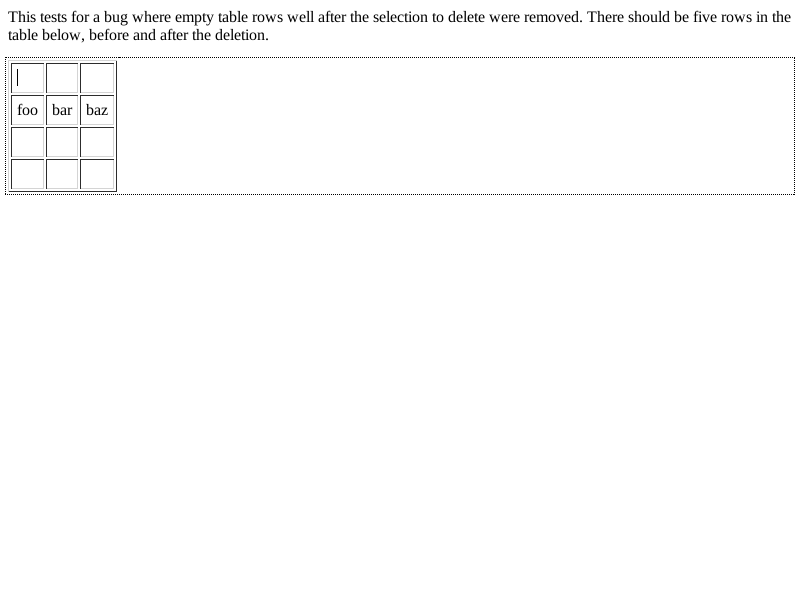 This tests for a bug where empty table rows well after the selection to delete were removed. There should be five rows in the
table below, before and after the deletion.
foo bar baz